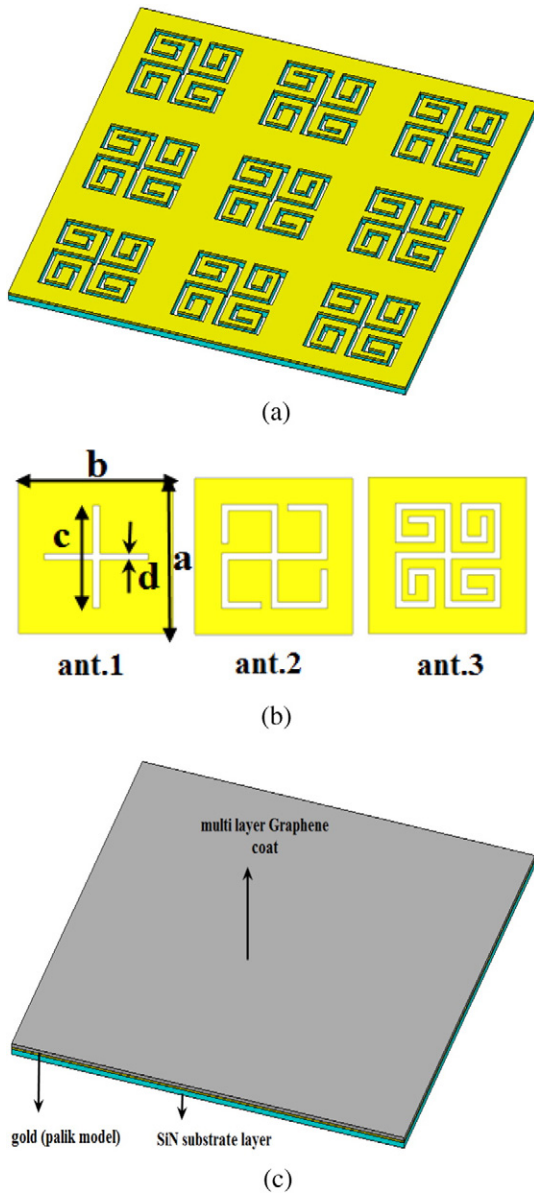 (a)
b
c
a
d
ant.1 ant.2 ant.3
(b)
multi layer Graphene
coat
gold (palik model) SiN substrate layer
(c)